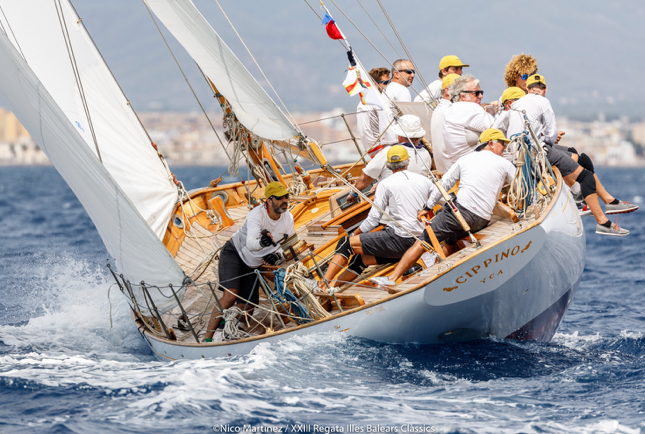 CIPPINO
YCA
©Nico Martinez / XXIII Regata Illes Balears Classics